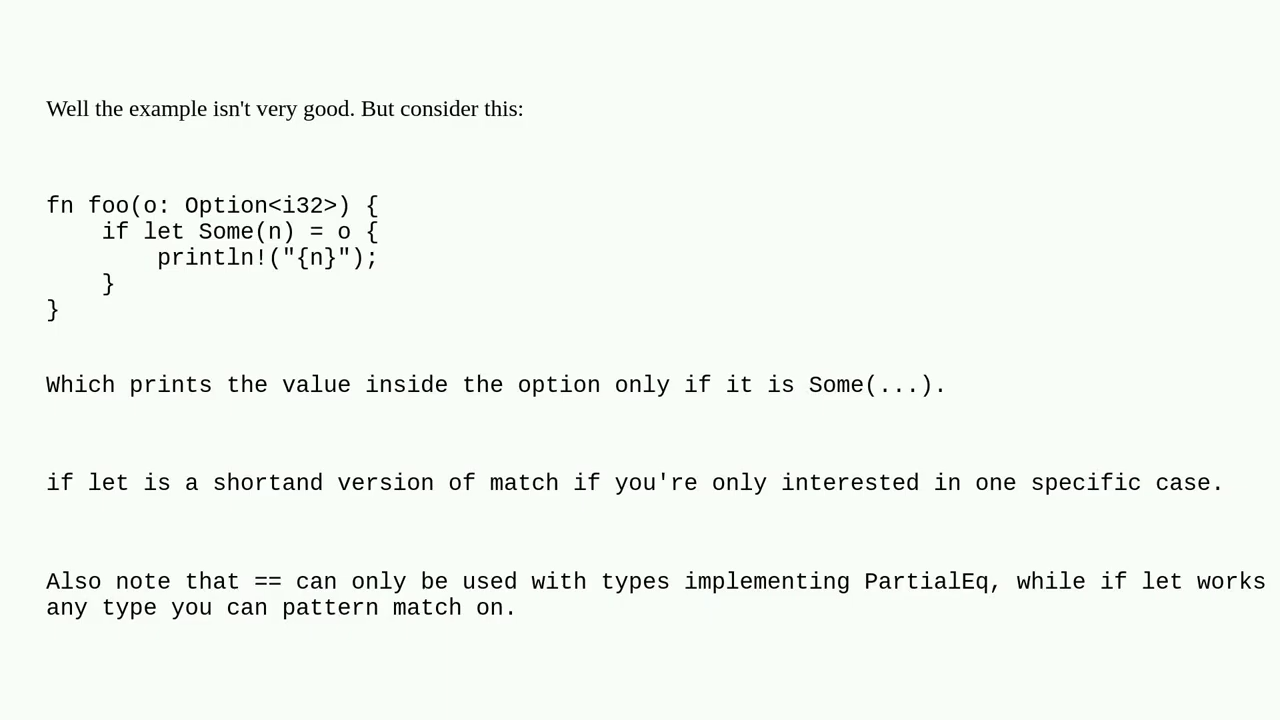 Well the example isn't very good. But consider this:
fn foo(o: Option<i32>) {
    if let Some(n) = o {
        println!("{n}");
    }
}
Which prints the value inside the option only if it is Some(...).
if let is a shortand version of match if you're only interested in one specific case.
Also note that == can only be used with types implementing PartialEq, while if let works
any type you can pattern match on.